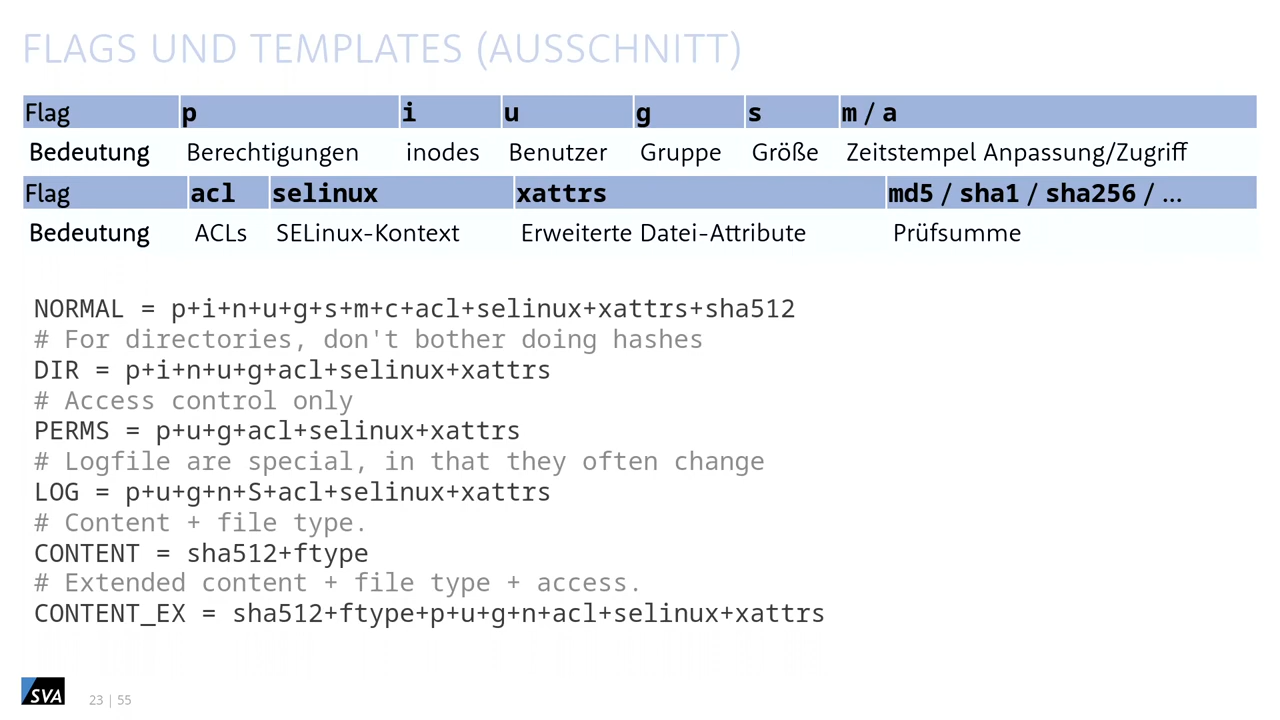 FLAGS UND TEMPLATES (AUSSCHNITT)
Flag p i u g s m / a
Bedeutung Berechtigungen inodes Benutzer Gruppe Größe Zeitstempel Anpassung/Zugriff
Flag acl selinux xattrs md5 / sha1 / sha256 / ...
Bedeutung ACLs SELinux-Kontext Erweiterte Datei-Attribute Prüfsumme
NORMAL = p+i+n+u+g+s+m+c+acl+selinux+xattrs+sha512
# For directories, don't bother doing hashes
DIR = p+i+n+u+g+acl+selinux+xattrs
# Access control only
PERMS = p+u+g+acl+selinux+xattrs
# Logfile are special, in that they often change
LOG = p+u+g+n+S+acl+selinux+xattrs
# Content + file type.
CONTENT = sha512+ftype
# Extended content + file type + access.
CONTENT_EX = sha512+ftype+p+u+g+n+acl+selinux+xattrs
SVA 23 | 55